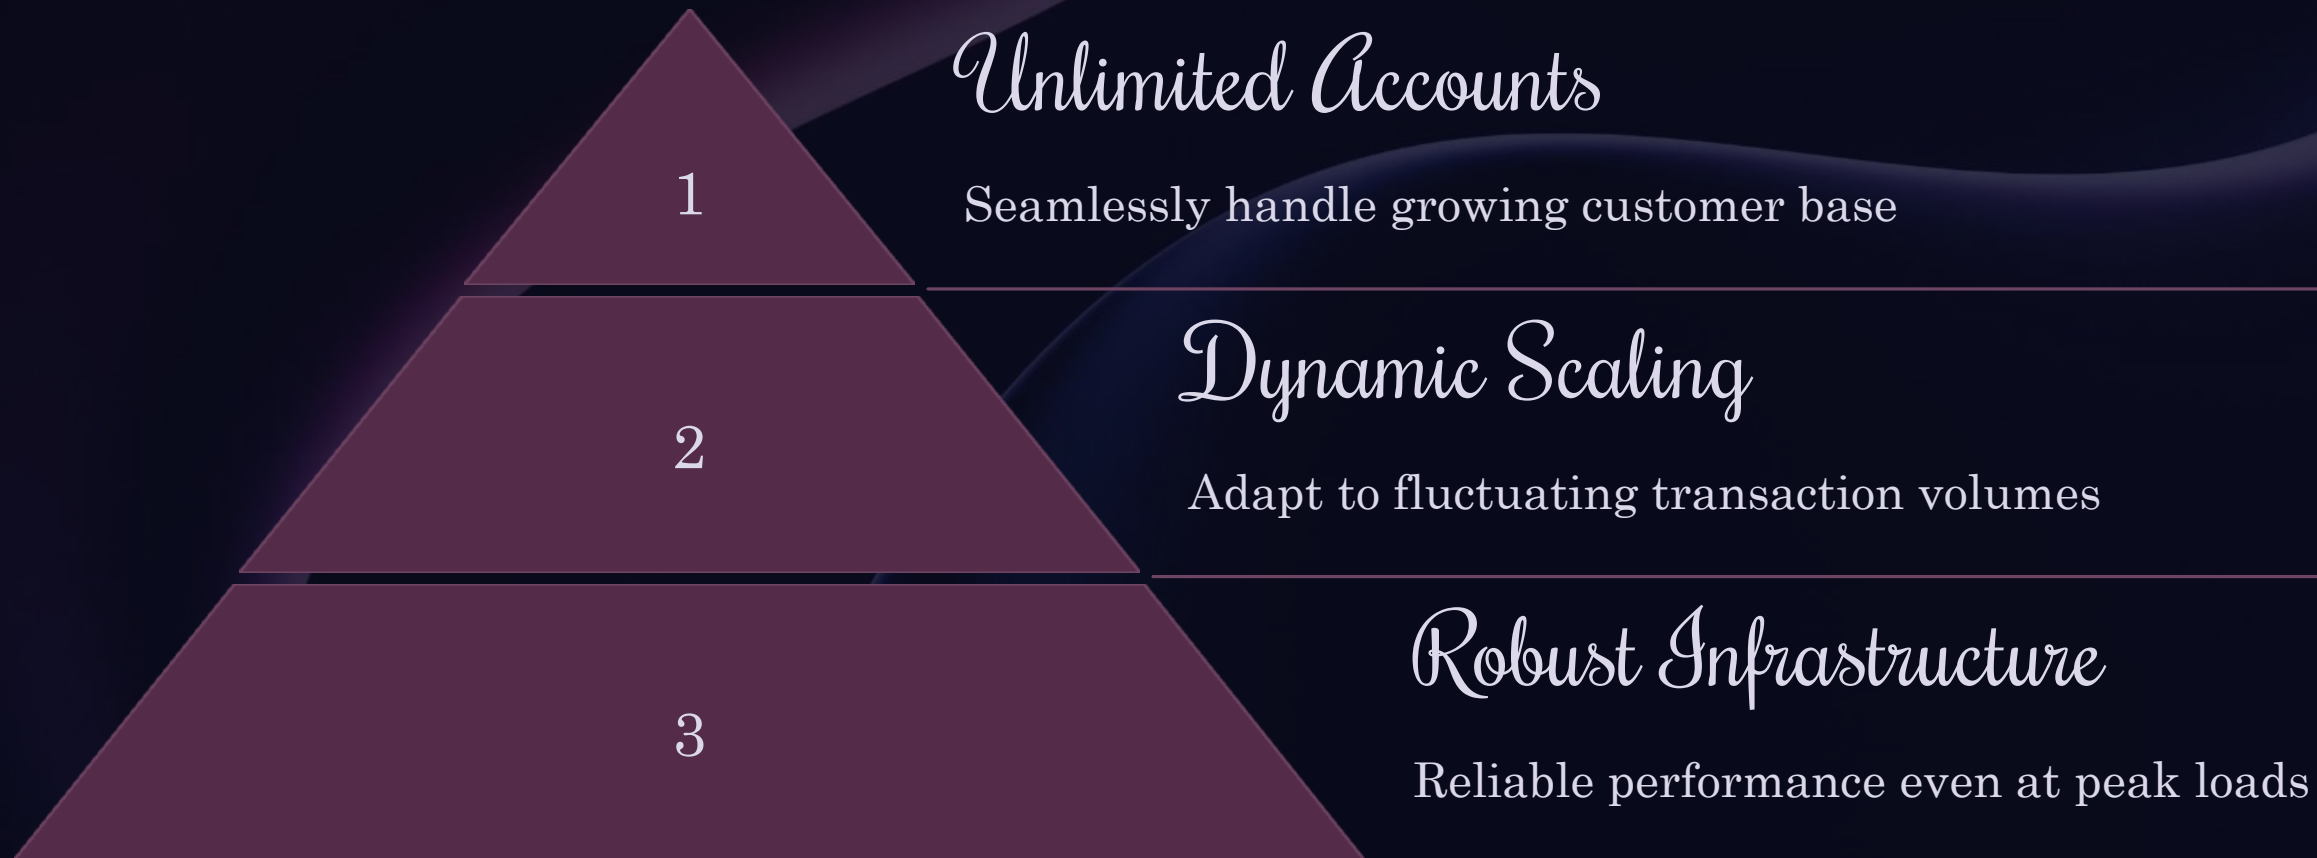 1
Unlimited Accounts
Seamlessly handle growing customer base
2
Dynamic Scaling
Adapt to fluctuating transaction volumes
3
Robust Infrastructure
Reliable performance even at peak loads